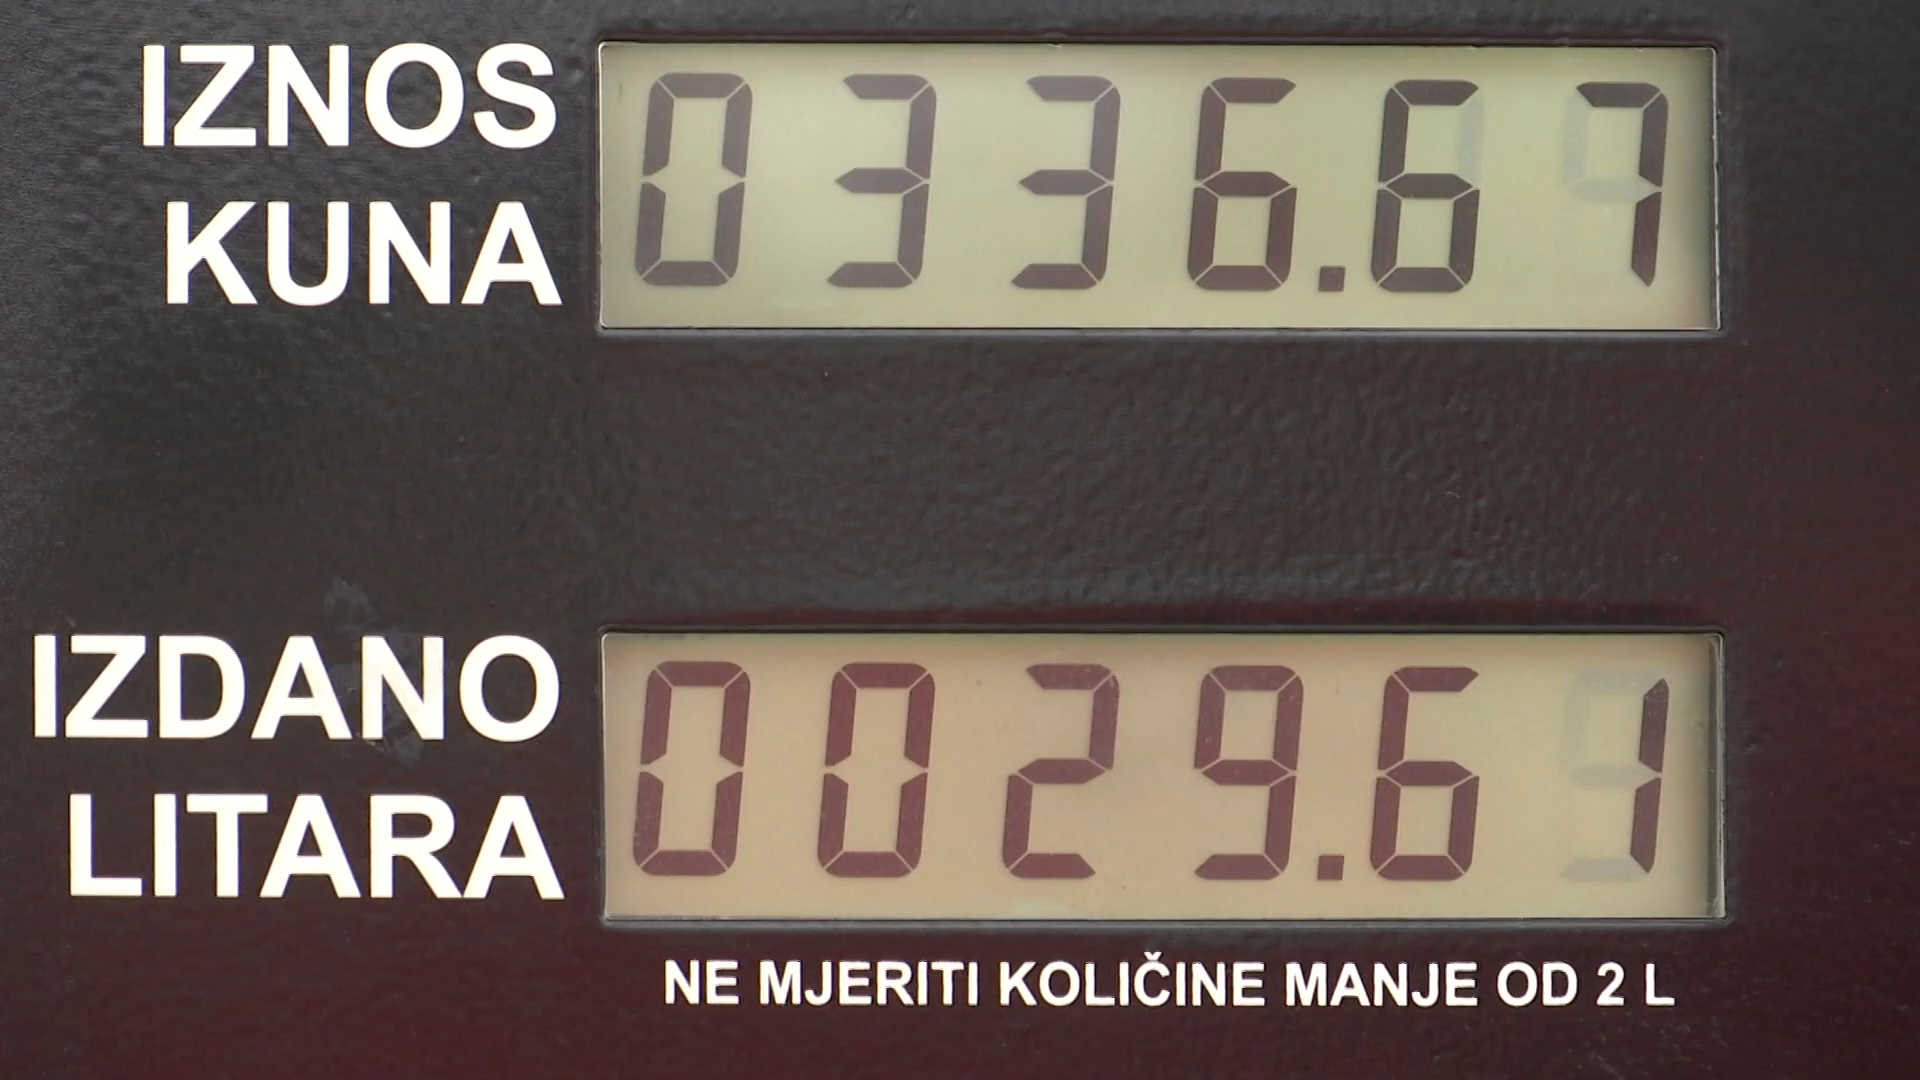 IZNOS
KUNA
0336.67
IZDANO
LITARA
0029.61
NE MJERITI KOLIČINE MANJE OD 2 L